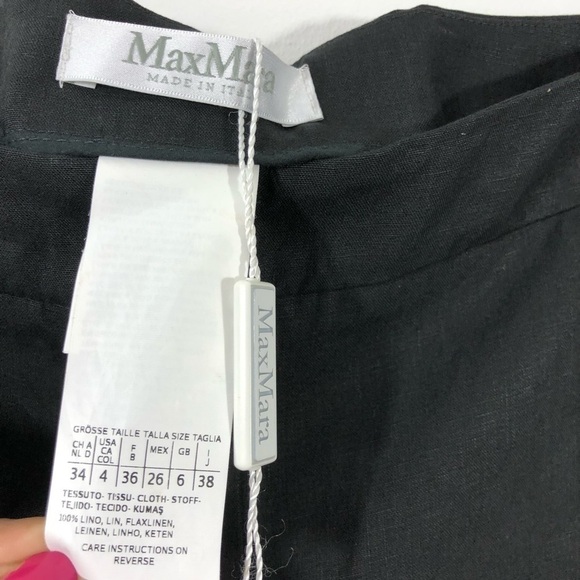 MaxMara
MADE IN ITA
MaxMara
GRÖSSE TAILLE TALLA SIZE TAGLIA
CH A NL D USA CA COL F B MEX GB I J
34 4 36 26 6 38
TESSUTO- TISSU- CLOTH- STOFF-
TEJIDO- TECIDO- KUMAŞ
100% LINO, LIN, FLAXLINEN,
LEINEN, LINHO, KETEN
CARE INSTRUCTIONS ON
REVERSE